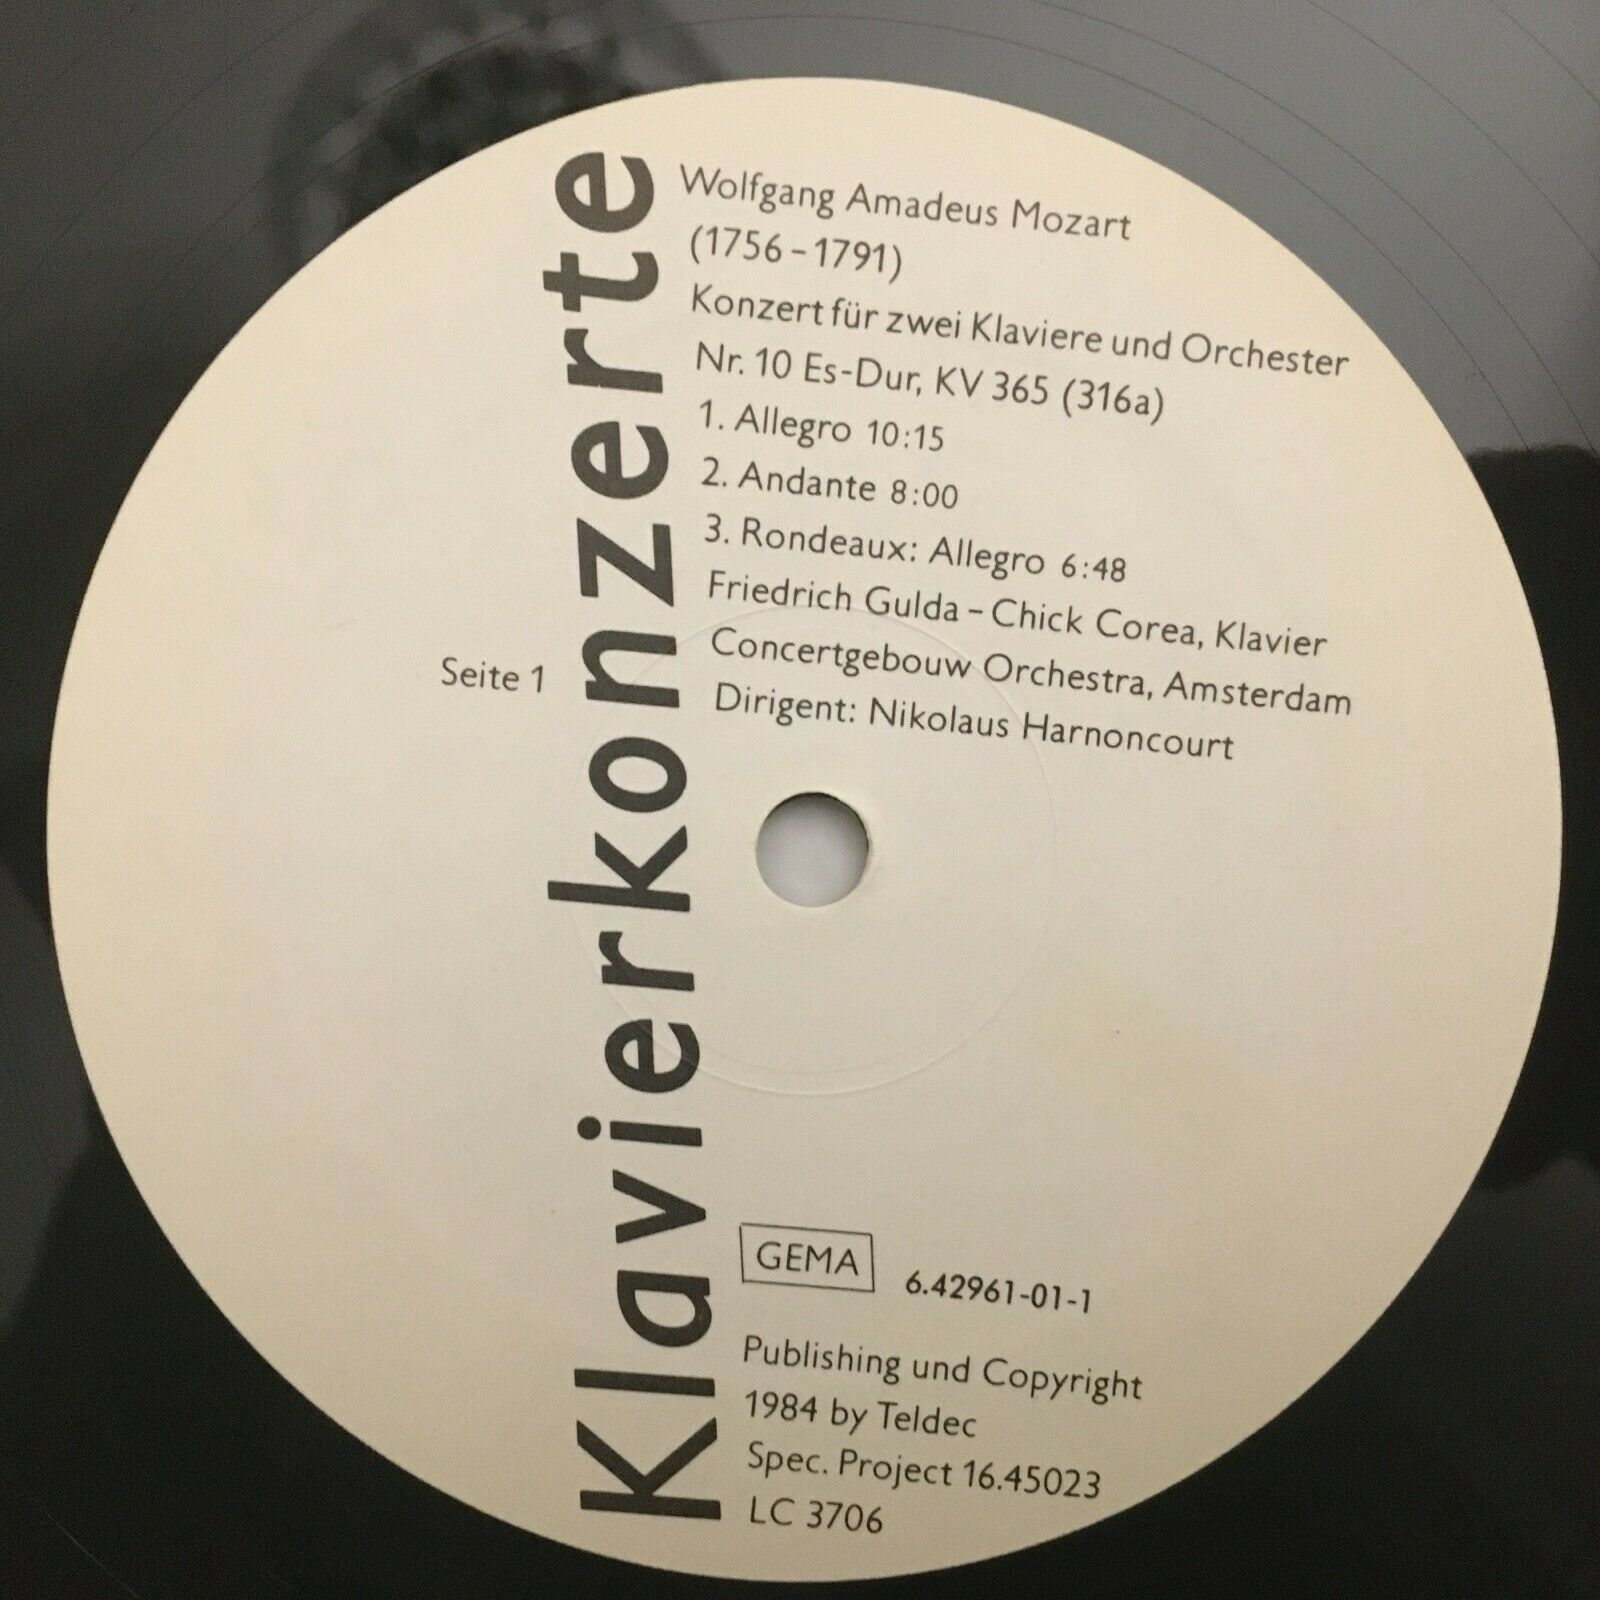 Klavierkonzerte
Wolfgang Amadeus Mozart
(1756–1791)
Konzert für zwei Klaviere und Orchester
Nr. 10 Es-Dur, KV 365 (316a)
1. Allegro 10:15
2. Andante 8:00
3. Rondeaux: Allegro 6:48
Friedrich Gulda – Chick Corea, Klavier
Concertgebouw Orchestra, Amsterdam
Dirigent: Nikolaus Harnoncourt
Seite 1
GEMA 6.42961-01-1
Publishing und Copyright
1984 by Teldec
Spec. Project 16.45023
LC 3706